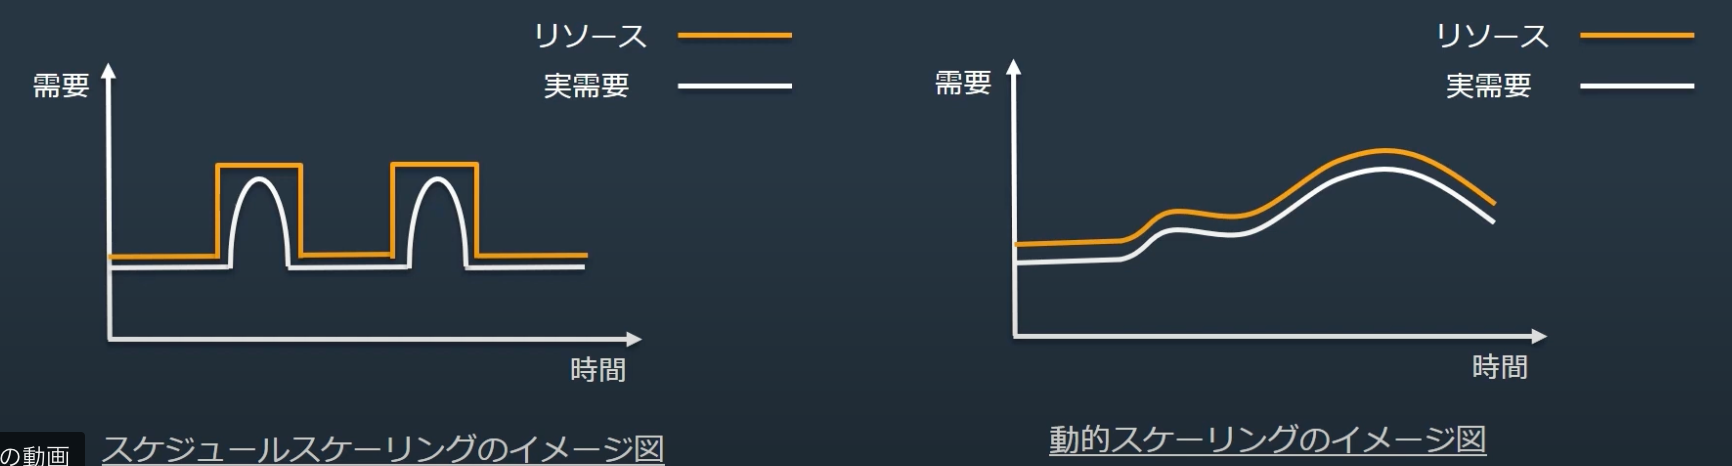 リソース
実需要
需要
時間
スケジュールスケーリングのイメージ図
リソース
実需要
需要
時間
動的スケーリングのイメージ図
の動画